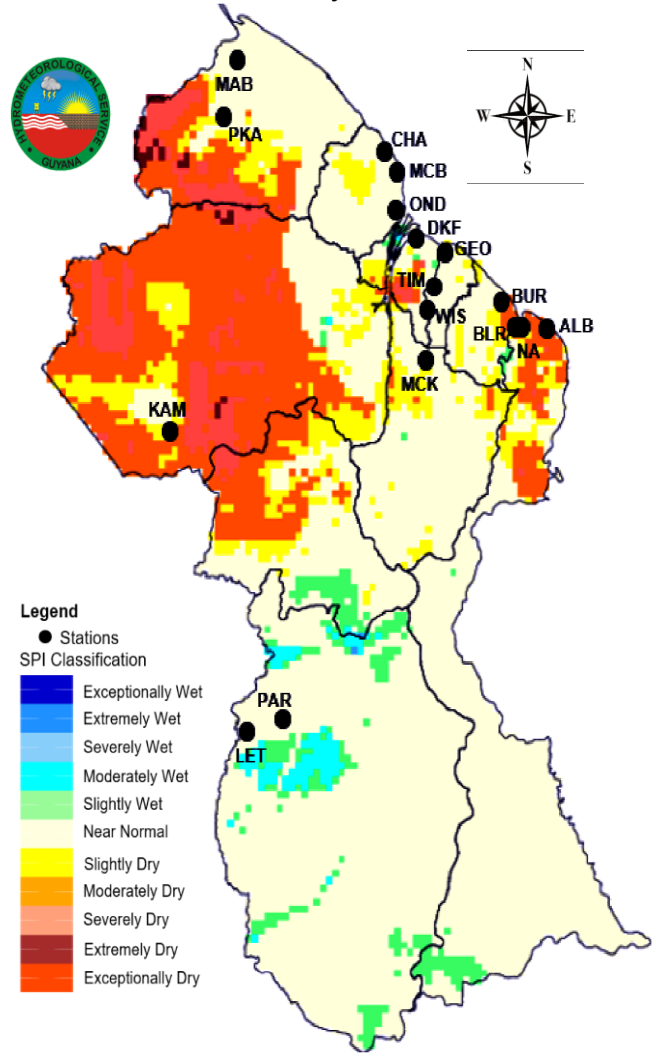 HYDROMETEOROLOGICAL SERVICE
GUYANA
N
W E
S
MAB
PKA
CHA
MCB
OND
DKF
GEO
TIM
BUR
WIS
BLR
NA
ALB
MCK
KAM
PAR
LET
Legend
Stations
SPI Classification
Exceptionally Wet
Extremely Wet
Severely Wet
Moderately Wet
Slightly Wet
Near Normal
Slightly Dry
Moderately Dry
Severely Dry
Extremely Dry
Exceptionally Dry